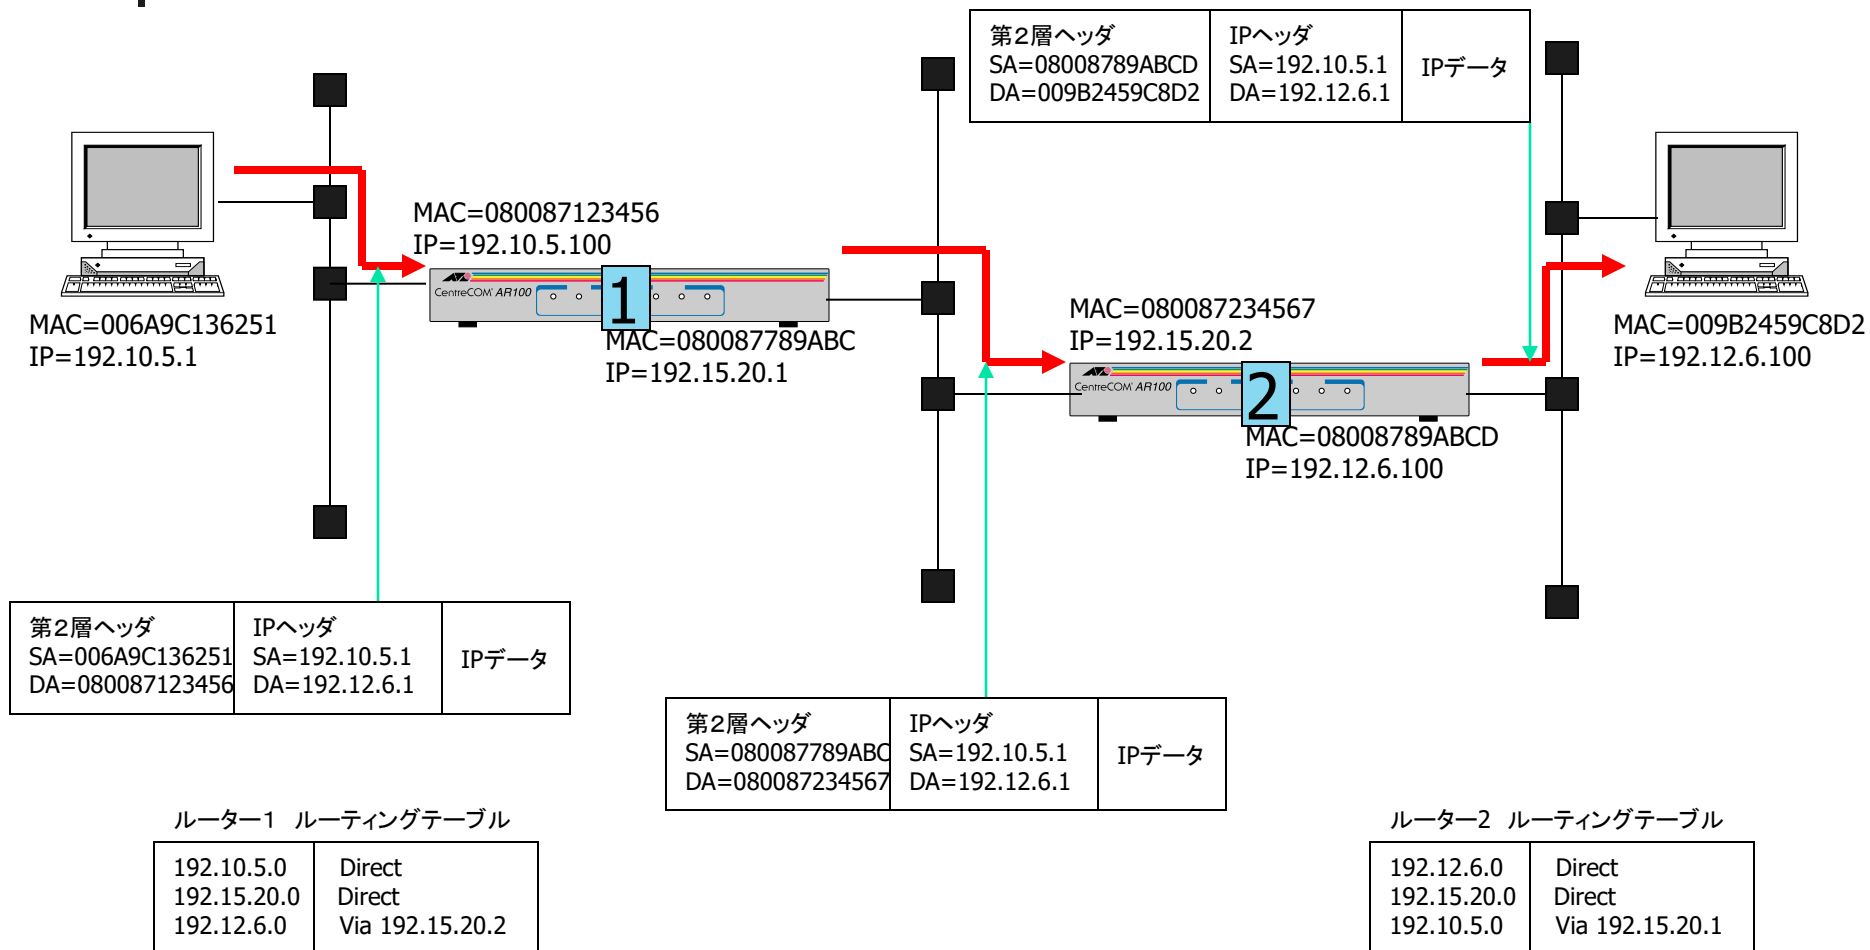 第2層ヘッダ
SA=08008789ABCD
DA=009B2459C8D2
IPヘッダ
SA=192.10.5.1
DA=192.12.6.1
IPデータ
MAC=080087123456
IP=192.10.5.100
CentreCOM AR100
1
MAC=006A9C136251
IP=192.10.5.1
MAC=080087789ABC
IP=192.15.20.1
MAC=080087234567
IP=192.15.20.2
CentreCOM AR100
2
MAC=009B2459C8D2
IP=192.12.6.100
MAC=08008789ABCD
IP=192.12.6.100
第2層ヘッダ
SA=006A9C136251
DA=080087123456
IPヘッダ
SA=192.10.5.1
DA=192.12.6.1
IPデータ
第2層ヘッダ
SA=080087789ABC
DA=080087234567
IPヘッダ
SA=192.10.5.1
DA=192.12.6.1
IPデータ
ルーター1 ルーティングテーブル
192.10.5.0 Direct
192.15.20.0 Direct
192.12.6.0 Via 192.15.20.2
ルーター2 ルーティングテーブル
192.12.6.0 Direct
192.15.20.0 Direct
192.10.5.0 Via 192.15.20.1